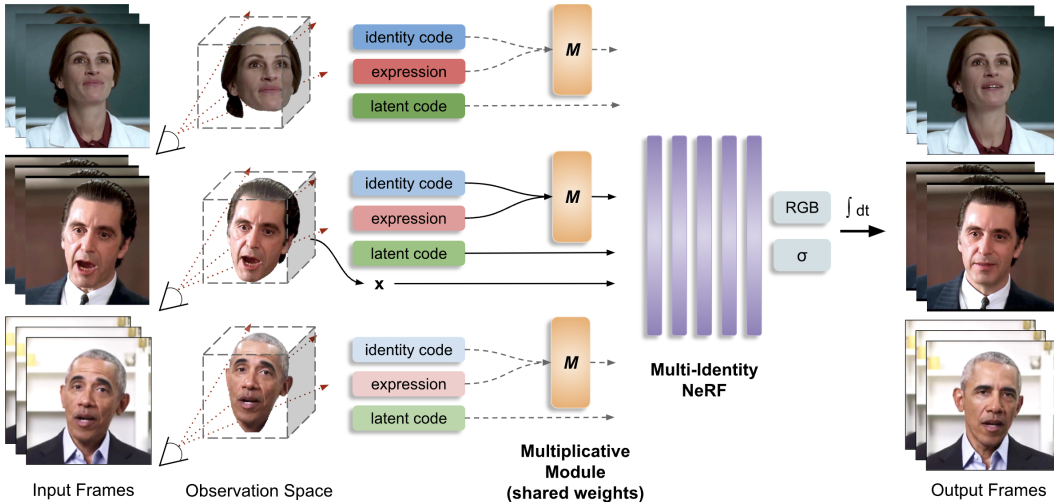 identity code
expression
latent code
M
identity code
expression
latent code
x
M
RGB
σ
∫ dt
identity code
expression
latent code
M
Multi-Identity
NeRF
Multiplicative
Module
(shared weights)
Input Frames
Observation Space
Output Frames